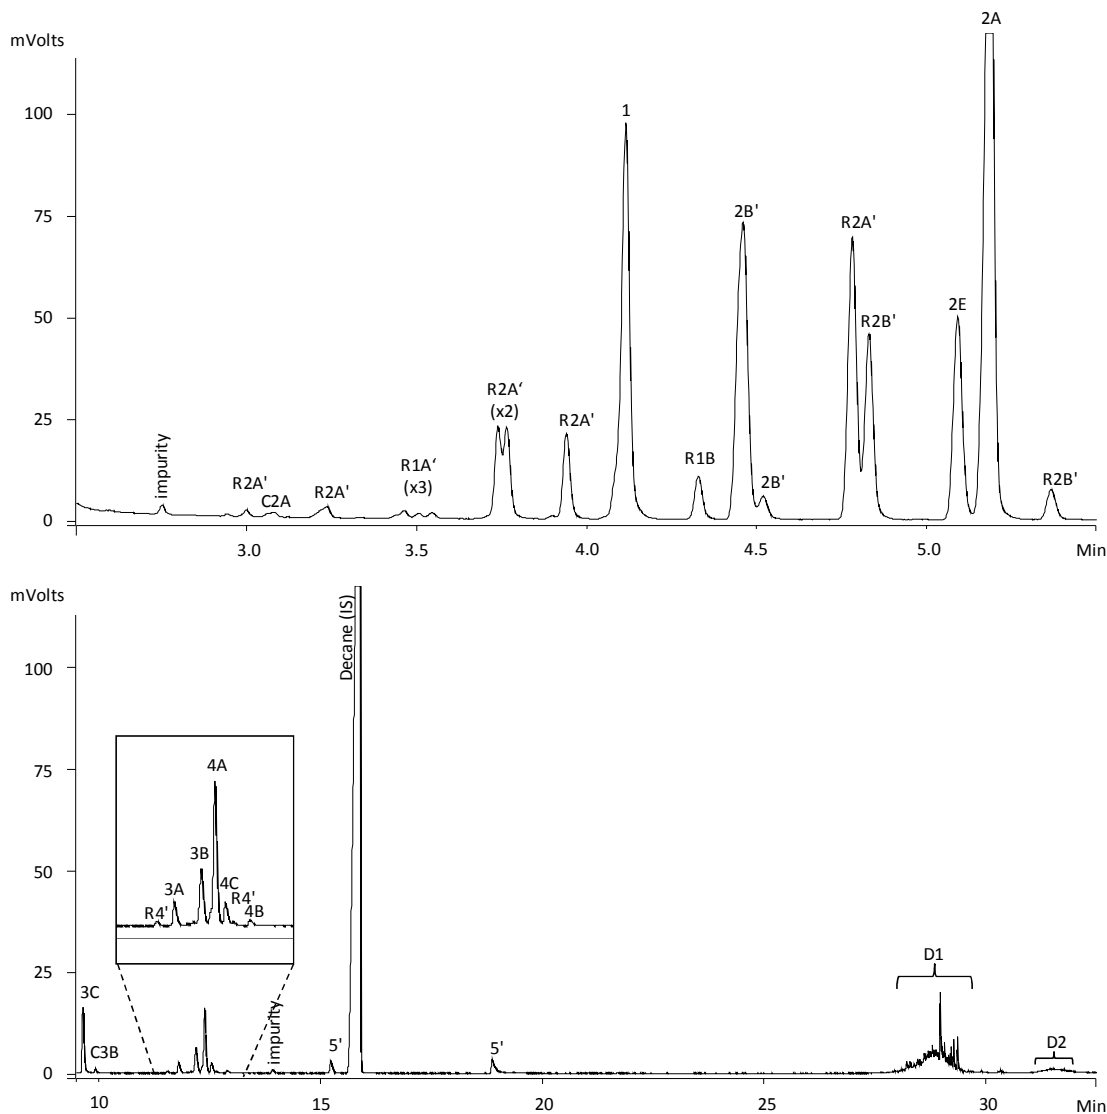 2A
mVolts
100
1
75
2B'
R2A'
50
2E
R2B'
R2A‘
(x2)
25
R2A'
impurity
R1A‘
(x3)
R1B
R2A'
C2A
R2A'
2B'
R2B'
0
3.0
3.5
4.0
4.5
5.0
Min
mVolts
Decane (IS)
100
75
4A
50
3B
3A
4C
R4'
R4'
4B
25
3C
D1
impurity
C3B
5'
5'
D2
0
10
15
20
25
30
Min